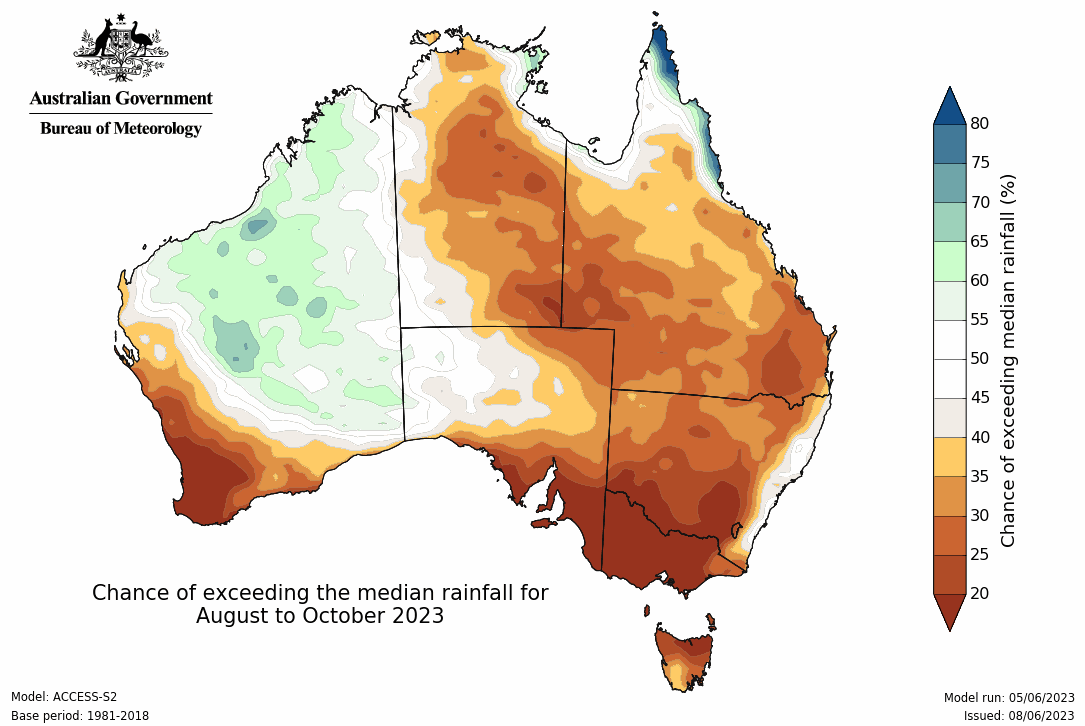 Australian Government
Bureau of Meteorology
80
75
70
65
60
55
50
45
40
35
30
25
20
Chance of exceeding median rainfall (%)
Chance of exceeding the median rainfall for
August to October 2023
Model: ACCESS-S2
Base period: 1981-2018
Model run: 05/06/2023
Issued: 08/06/2023